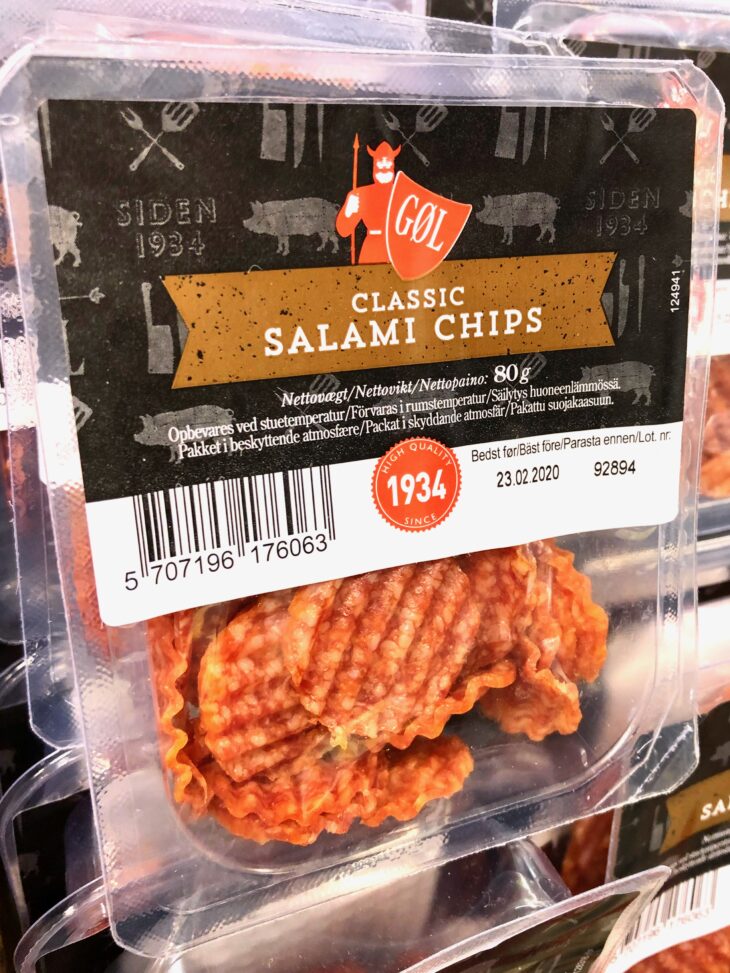 SIDEN
1934
SIDEN
1934
GØL
CLASSIC
SALAMI CHIPS
124941
Nettovægt/Nettovikt/Nettopaino: 80g
Opbevares ved stuetemperatur/Förvaras i rumstemperatur/Säilytys huoneenlämmössä.
Pakket i beskyttende atmosfære/Packat i skyddande atmosfär/Pakattu suojakaasuun.
Bedst før/Bäst före/Parasta ennen/Lot. nr:
23.02.2020 92894
HIGH QUALITY
1934
SINCE
5 707196 176063
SA
176063